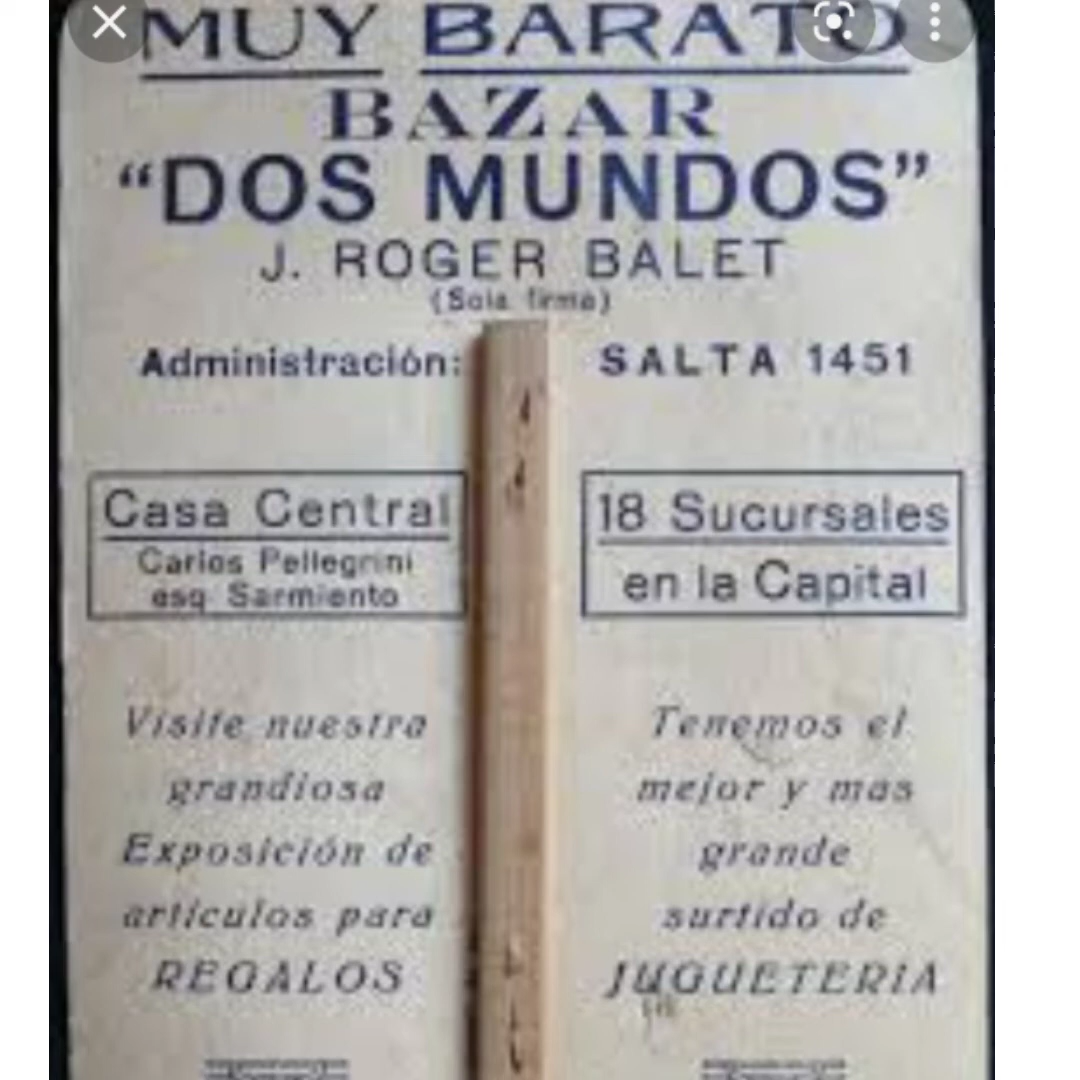 MUY BARATO
BAZAR
"DOS MUNDOS"
J. ROGER BALET
(Sola firma)
Administración: SALTA 1451
Casa Central
Carlos Pellegrini
esq Sarmiento
18 Sucursales
en la Capital
Visite nuestra
grandiosa
Exposición de
artículos para
REGALOS
Tenemos el
mejor y mas
grande
surtido de
JUGUETERIA